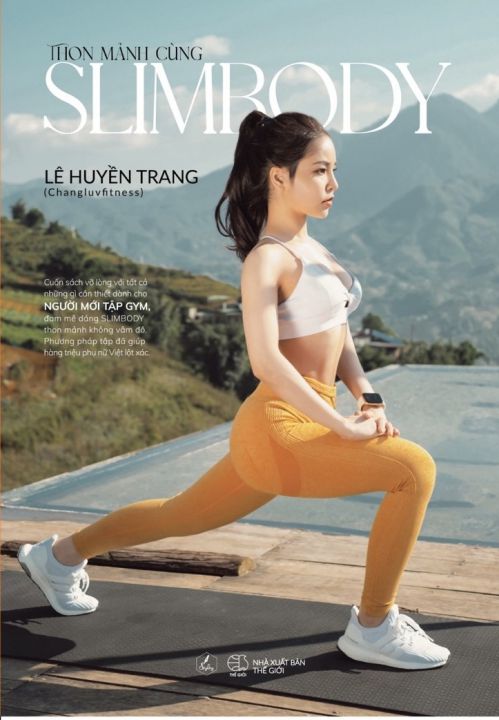 THON MẢNH CÙNG
SLIMBODY
LÊ HUYỀN TRANG
(Changluvfitness)
Cuốn sách vỡ lòng với tất cả
những gì cần thiết dành cho
NGƯỜI MỚI TẬP GYM,
đam mê dáng SLIMBODY
thon mảnh không vâm đô.
Phương pháp tập đã giúp
hàng triệu phụ nữ Việt lột xác.
THẾ GIỚI
NHÀ XUẤT BẢN
THẾ GIỚI